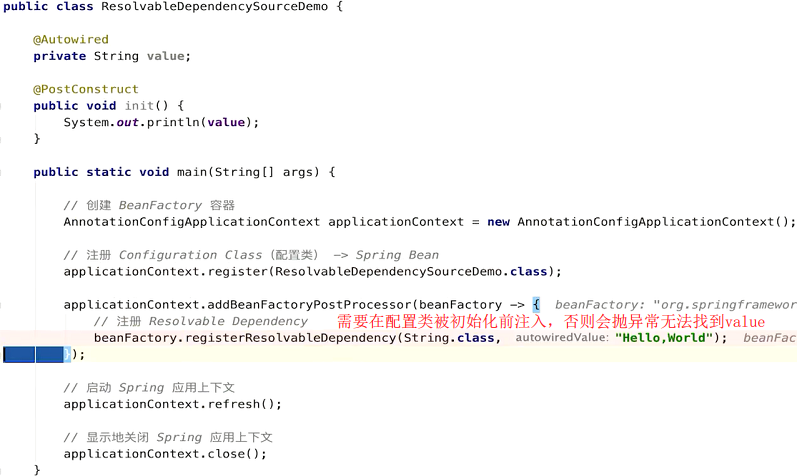 public class ResolvableDependencySourceDemo {
@Autowired
private String value;
@PostConstruct
public void init() {
System.out.println(value);
}
public static void main(String[] args) {
// 创建 BeanFactory 容器
AnnotationConfigApplicationContext applicationContext = new AnnotationConfigApplicationContext();
// 注册 Configuration Class（配置类） -> Spring Bean
applicationContext.register(ResolvableDependencySourceDemo.class);
applicationContext.addBeanFactoryPostProcessor(beanFactory -> { beanFactory: "org.springframewor
// 注册 Resolvable Dependency 需要在配置类被初始化前注入，否则会抛异常无法找到value
beanFactory.registerResolvableDependency(String.class, autowiredValue: "Hello,World"); beanFac
});
// 启动 Spring 应用上下文
applicationContext.refresh();
// 显示地关闭 Spring 应用上下文
applicationContext.close();
}